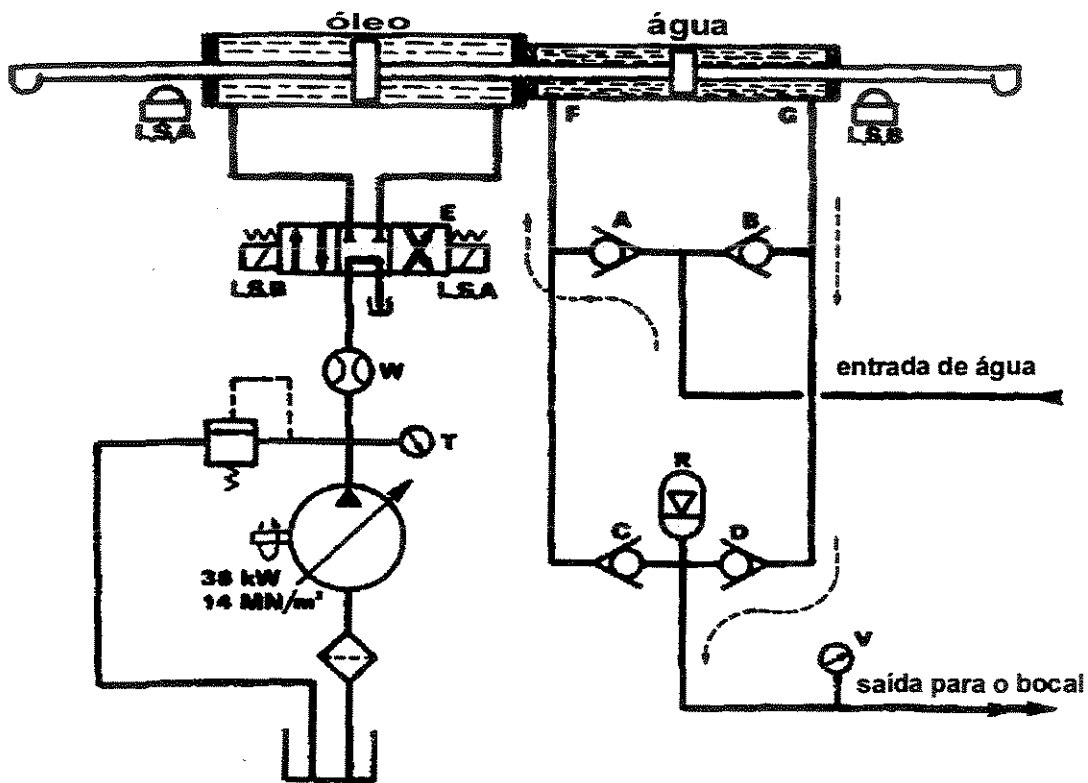 óleo
água
F
G
L.S.A
L.S.B
A
B
E
L.S.B
L.S.A
W
entrada de água
T
R
C
D
38 kW
14 MN/m²
V
saída para o bocal